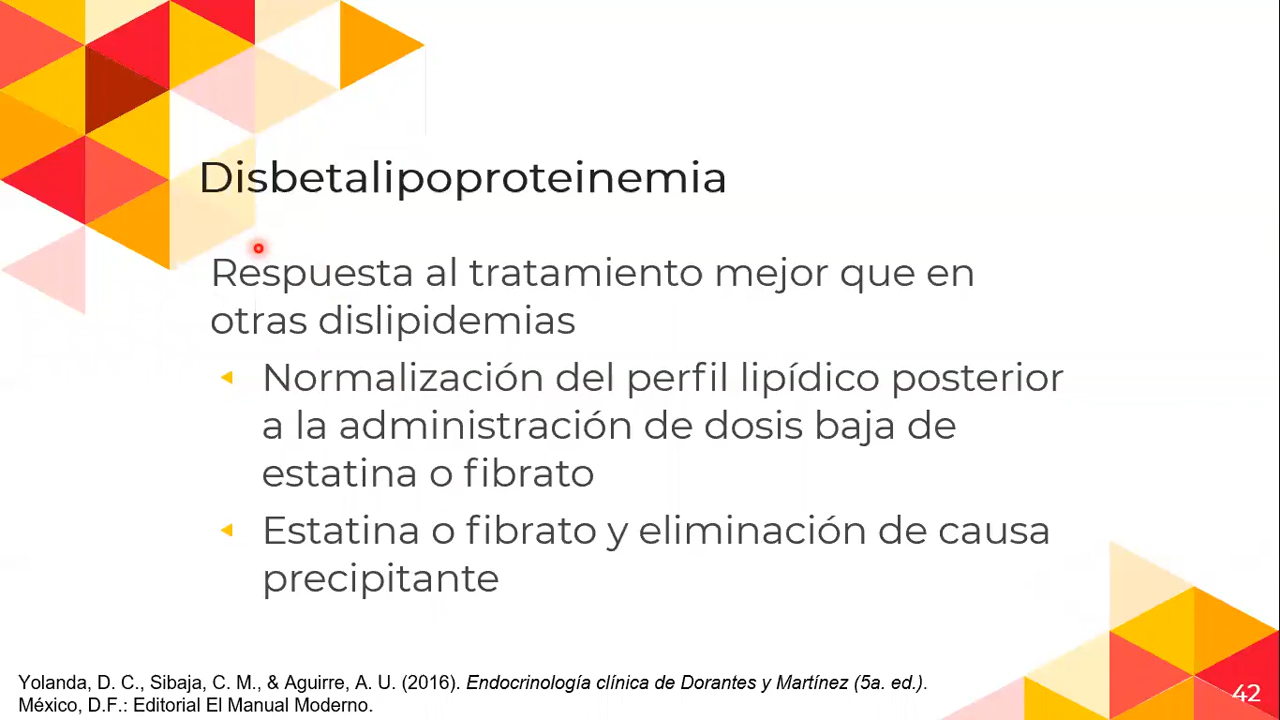 Disbetalipoproteinemia
Respuesta al tratamiento mejor que en
otras dislipidemias
Normalización del perfil lipídico posterior
a la administración de dosis baja de
estatina o fibrato
Estatina o fibrato y eliminación de causa
precipitante
Yolanda, D. C., Sibaja, C. M., & Aguirre, A. U. (2016). Endocrinología clínica de Dorantes y Martínez (5a. ed.).
México, D.F.: Editorial El Manual Moderno.
42